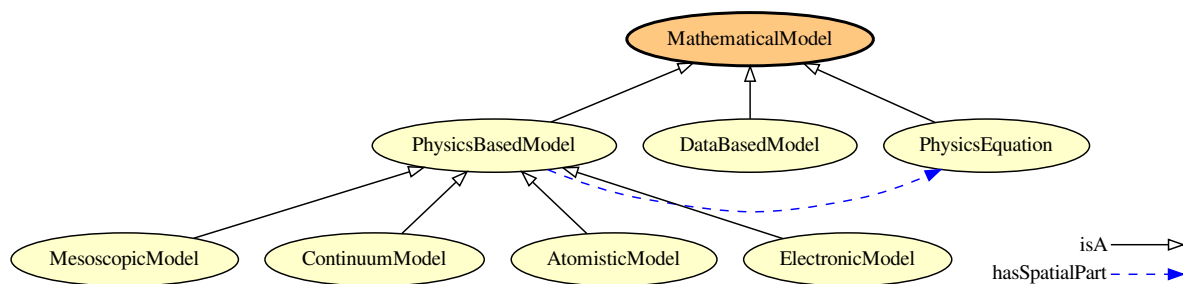 MathematicalModel
PhysicsBasedModel
DataBasedModel
PhysicsEquation
MesoscopicModel
ContinuumModel
AtomisticModel
ElectronicModel
isA
hasSpatialPart